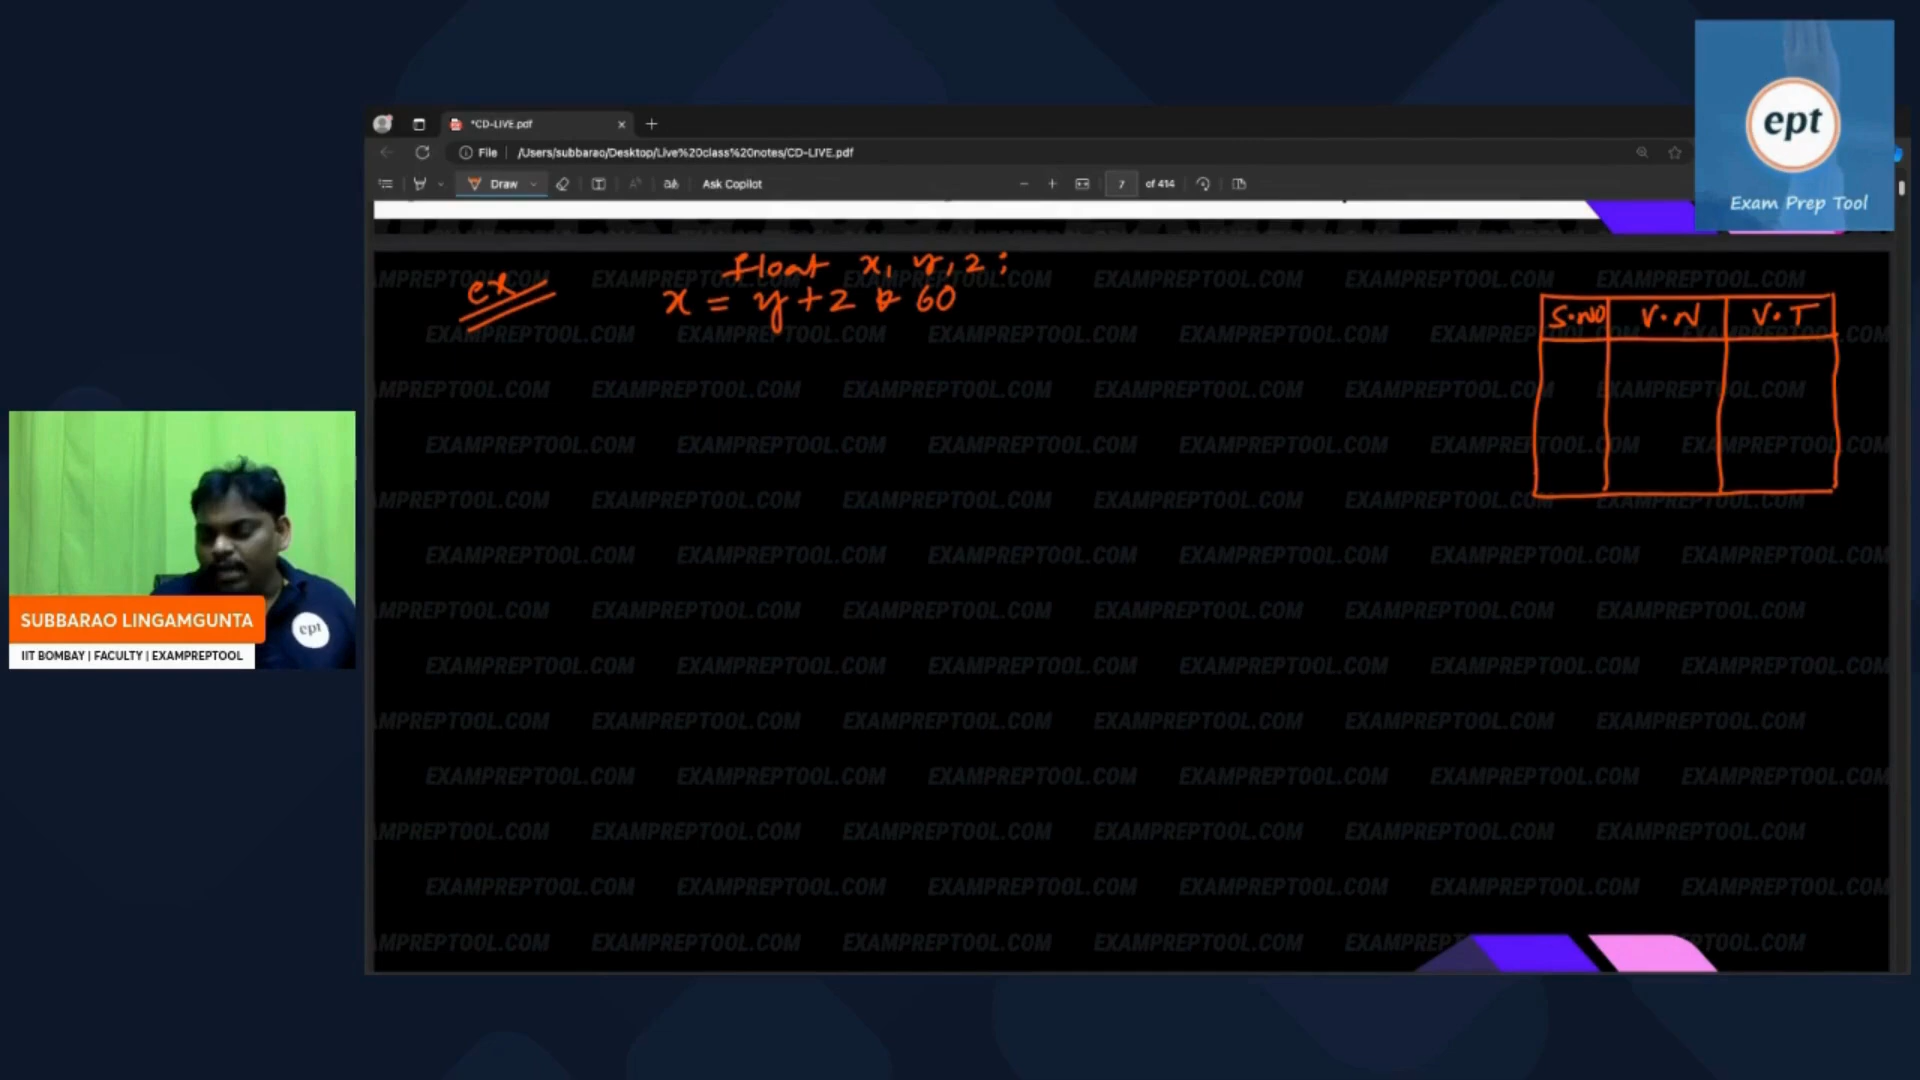 ept
Exam Prep Tool
*CD-LIVE.pdf
File | /Users/subbarao/Desktop/Live%20class%20notes/CD-LIVE.pdf
Draw
Ask Copilot
7 of 414
float x, y, z ;
ex
x = y + z * 60
S.NO V.N V.T
SUBBARAO LINGAMGUNTA
ept
IIT BOMBAY | FACULTY | EXAMPREPTOOL
EXAMPREPTOOL.COM